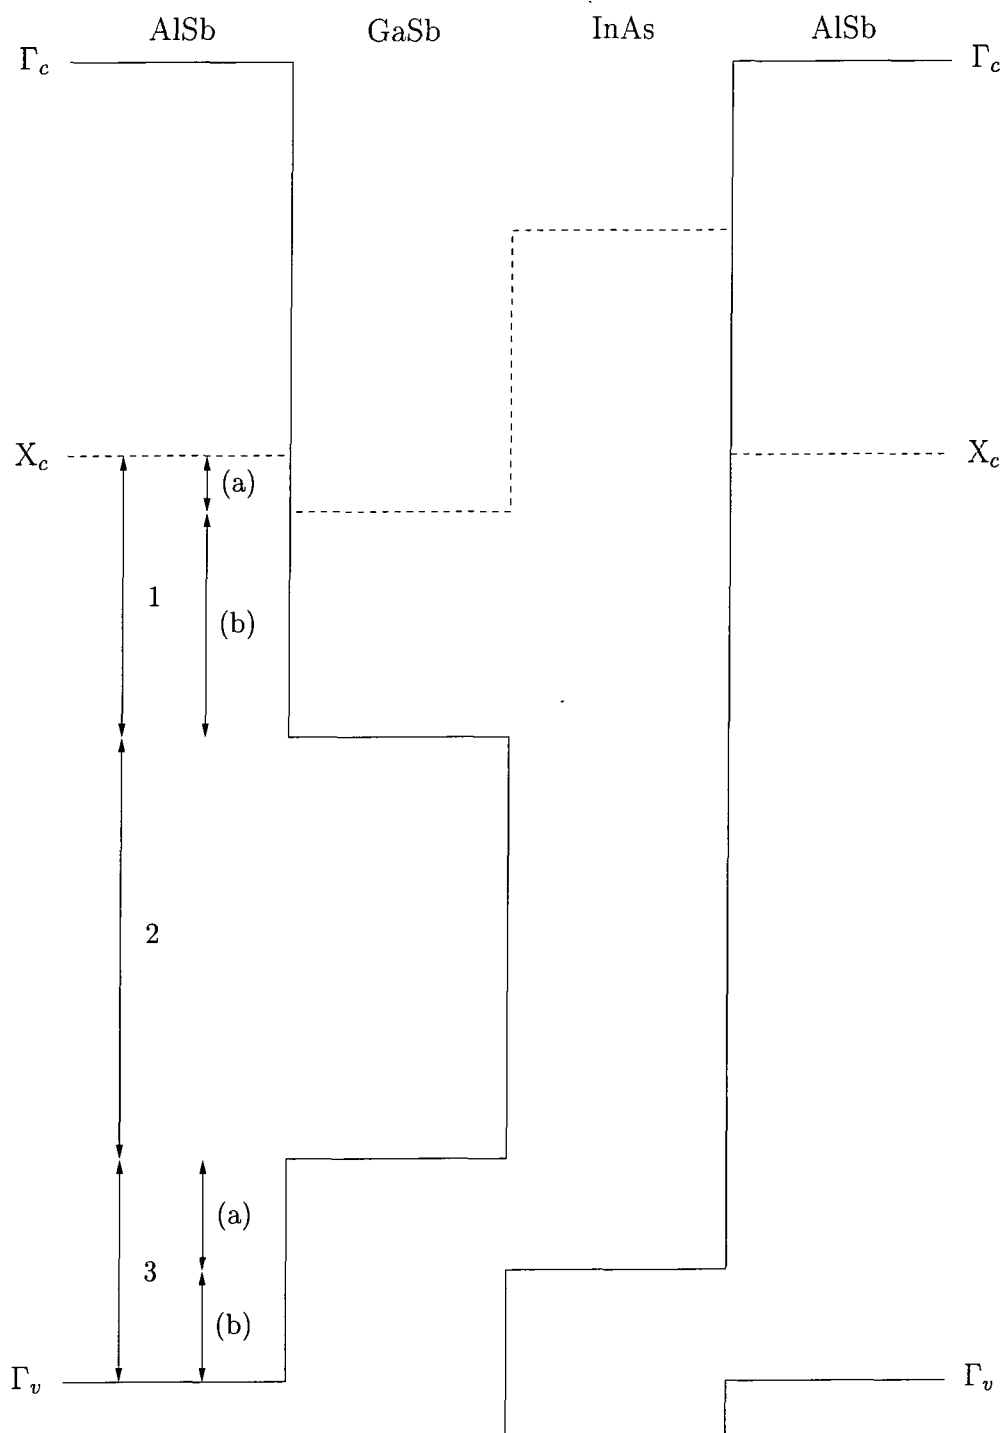 AlSb GaSb InAs AlSb
Γc Γc
Xc Xc
(a)
1
(b)
2
(a)
3
(b)
Γv Γv